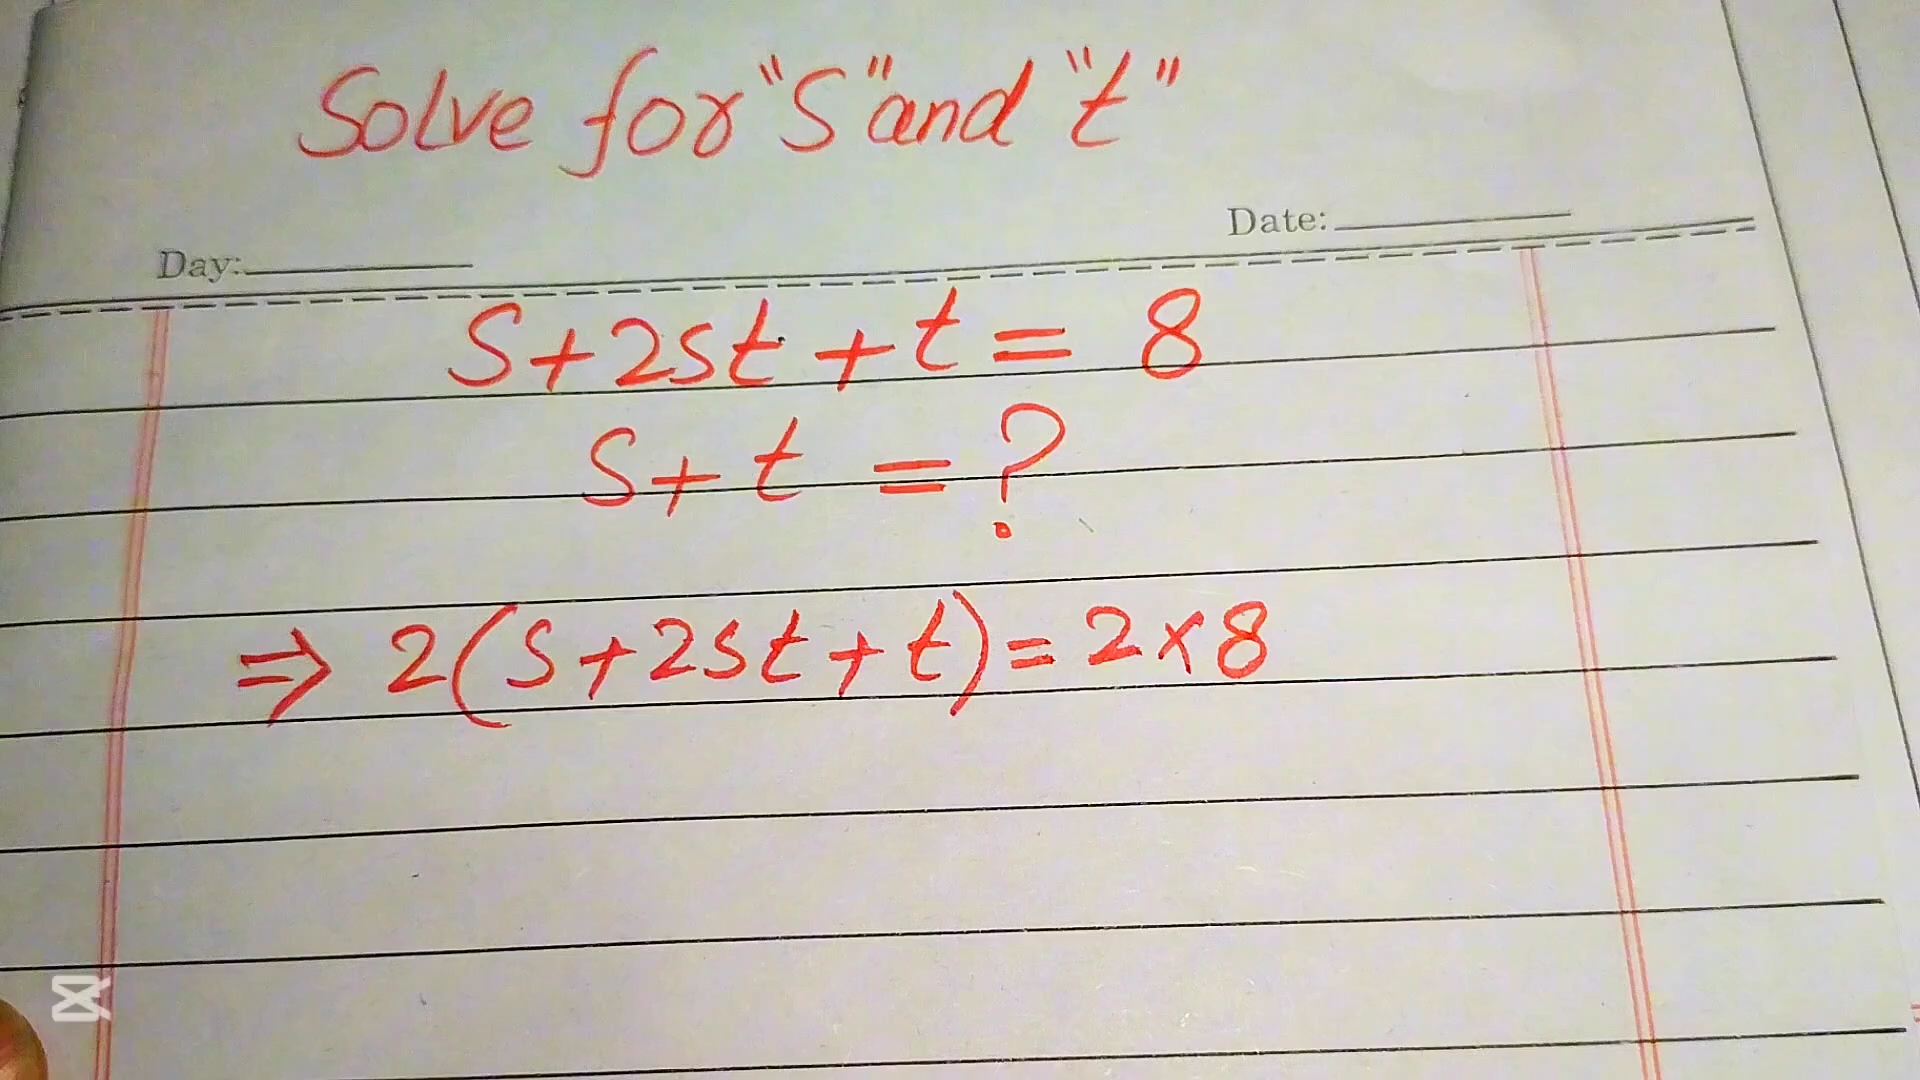 Solve for "S" and "t"
Date:
Day:
S+2st+t = 8
S+t = ?
⇒ 2(S+2st+t) = 2×8